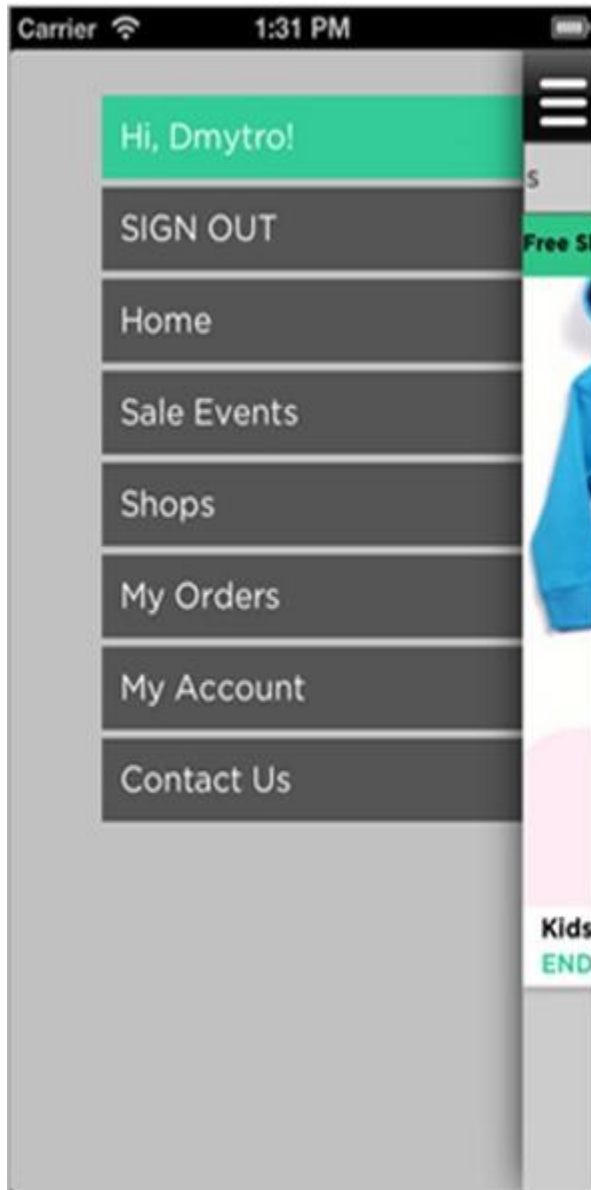 Carrier 1:31 PM
Hi, Dmytro!
SIGN OUT
Home
Sale Events
Shops
My Orders
My Account
Contact Us
s
Free
Kids
END